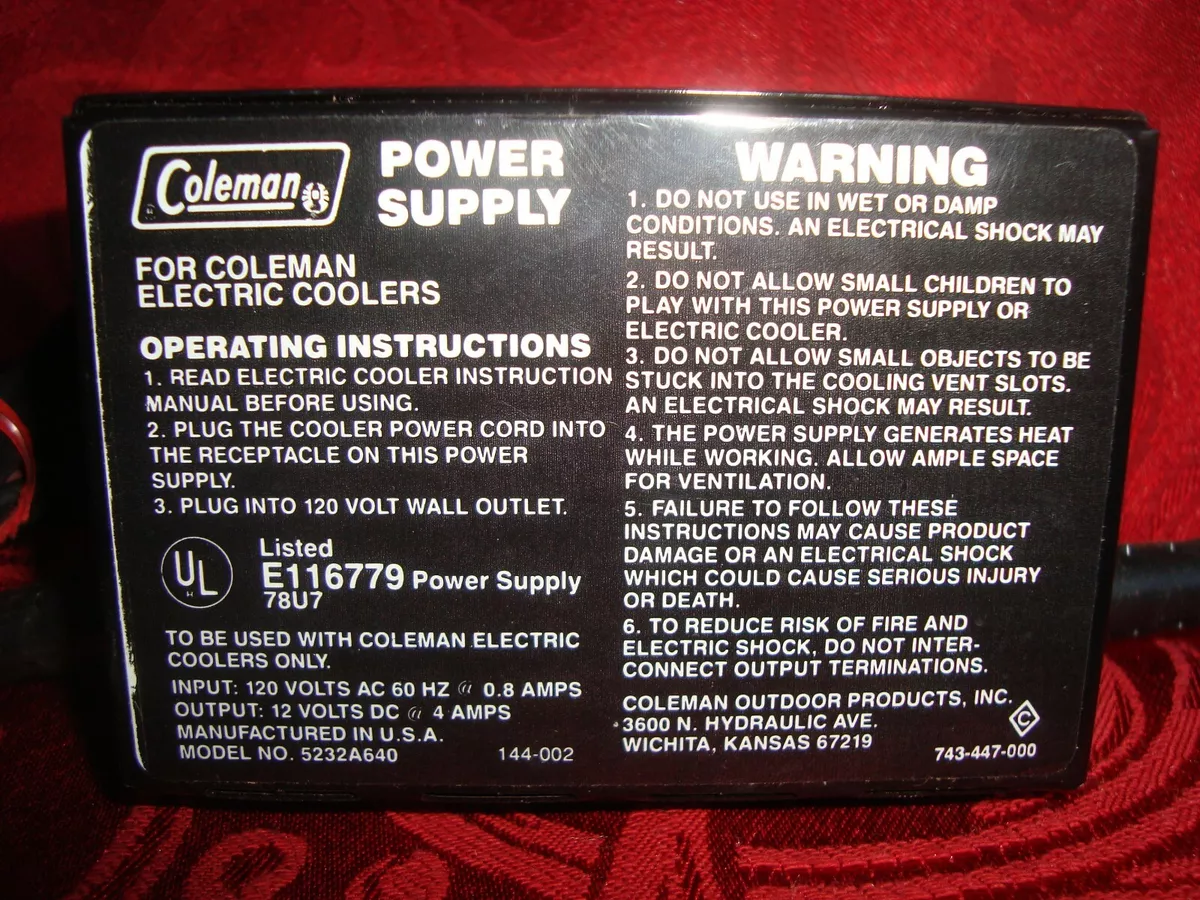 Coleman
POWER
SUPPLY
FOR COLEMAN
ELECTRIC COOLERS
OPERATING INSTRUCTIONS
1. READ ELECTRIC COOLER INSTRUCTION
MANUAL BEFORE USING.
2. PLUG THE COOLER POWER CORD INTO
THE RECEPTACLE ON THIS POWER
SUPPLY.
3. PLUG INTO 120 VOLT WALL OUTLET.
UL
Listed
E116779 Power Supply
78U7
TO BE USED WITH COLEMAN ELECTRIC
COOLERS ONLY.
INPUT: 120 VOLTS AC 60 HZ @ 0.8 AMPS
OUTPUT: 12 VOLTS DC @ 4 AMPS
MANUFACTURED IN U.S.A.
MODEL NO. 5232A640 144-002
WARNING
1. DO NOT USE IN WET OR DAMP
CONDITIONS. AN ELECTRICAL SHOCK MAY
RESULT.
2. DO NOT ALLOW SMALL CHILDREN TO
PLAY WITH THIS POWER SUPPLY OR
ELECTRIC COOLER.
3. DO NOT ALLOW SMALL OBJECTS TO BE
STUCK INTO THE COOLING VENT SLOTS.
AN ELECTRICAL SHOCK MAY RESULT.
4. THE POWER SUPPLY GENERATES HEAT
WHILE WORKING. ALLOW AMPLE SPACE
FOR VENTILATION.
5. FAILURE TO FOLLOW THESE
INSTRUCTIONS MAY CAUSE PRODUCT
DAMAGE OR AN ELECTRICAL SHOCK
WHICH COULD CAUSE SERIOUS INJURY
OR DEATH.
6. TO REDUCE RISK OF FIRE AND
ELECTRIC SHOCK, DO NOT INTER-
CONNECT OUTPUT TERMINATIONS.
COLEMAN OUTDOOR PRODUCTS, INC.
3600 N. HYDRAULIC AVE.
WICHITA, KANSAS 67219
C
743-447-000